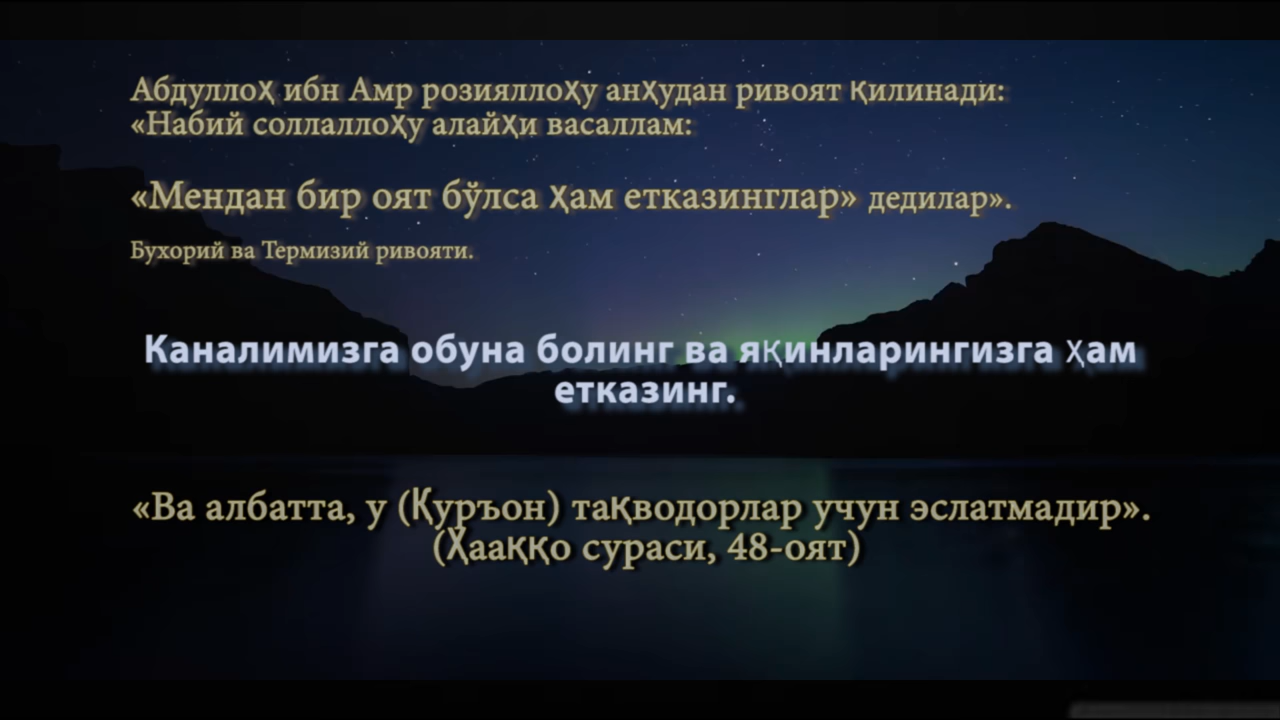 Абдуллоҳ ибн Амр розияллоҳу анҳудан ривоят қилинади:
«Набий соллаллоҳу алайҳи васаллам:
«Мендан бир оят бўлса ҳам етказинглар» дедилар».
Бухорий ва Термизий ривояти.
Каналимизга обуна болинг ва яқинларингизга ҳам
етказинг.
«Ва албатта, у (Қуръон) тақводорлар учун эслатмадир».
(Ҳааққо сураси, 48-оят)